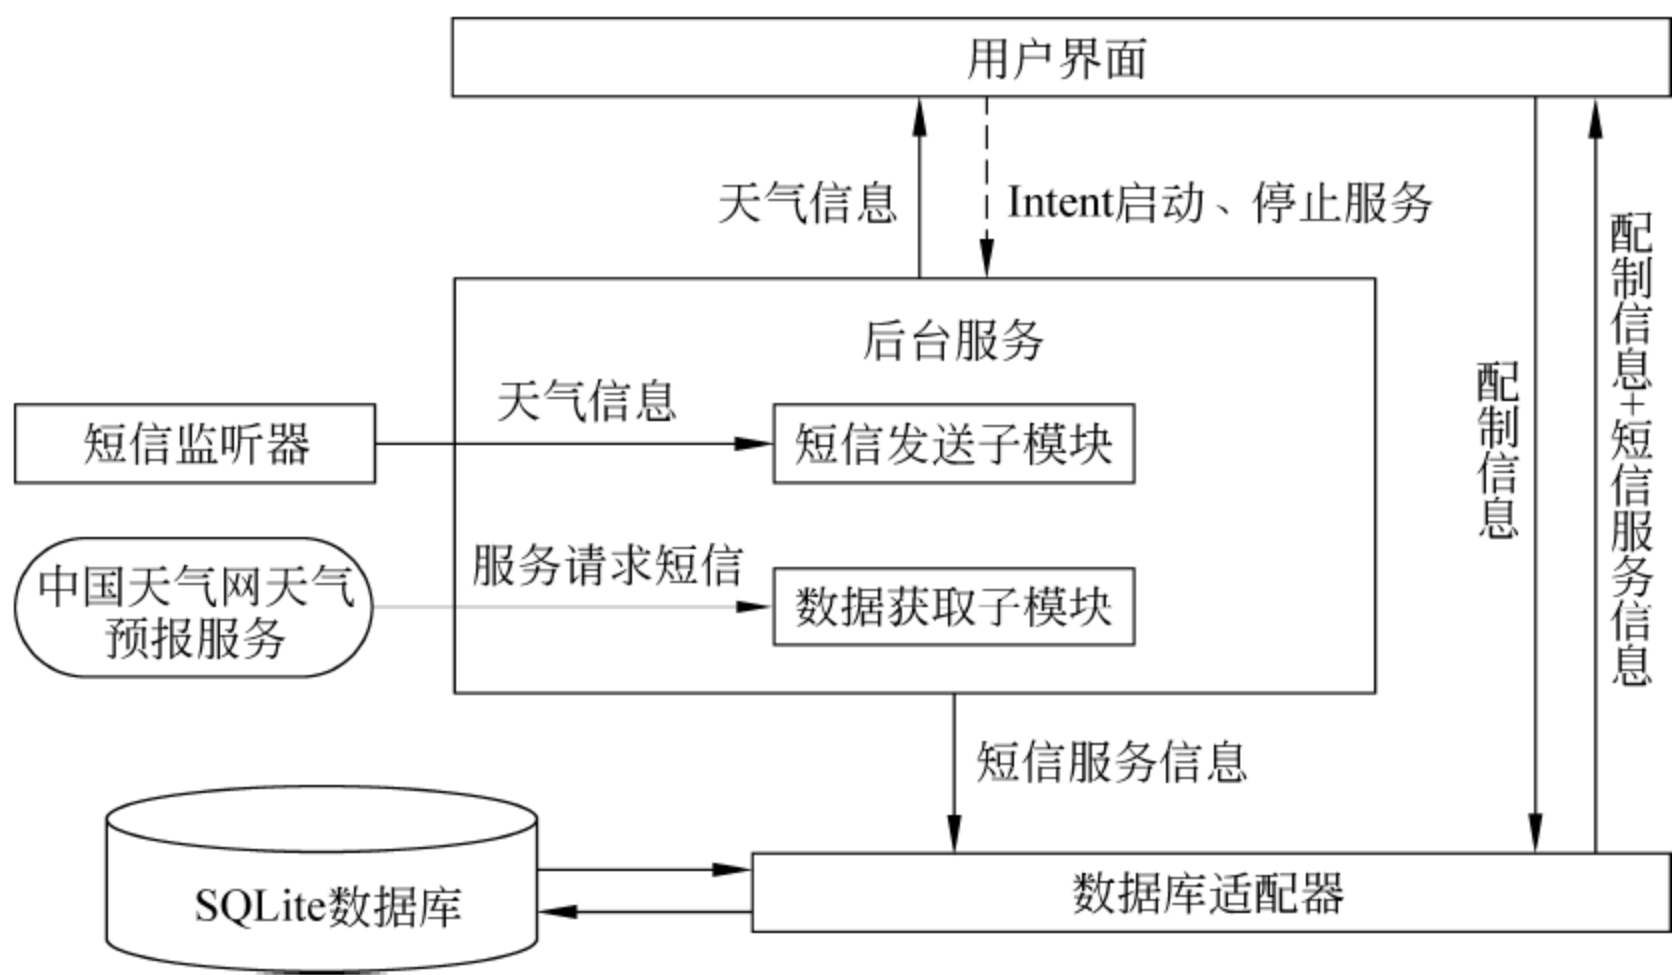 用户界面
天气信息
Intent启动、停止服务
配制信息
配制信息+短信服务信息
后台服务
天气信息
短信监听器
短信发送子模块
服务请求短信
中国天气网天气
预报服务
数据获取子模块
短信服务信息
SQLite数据库
数据库适配器